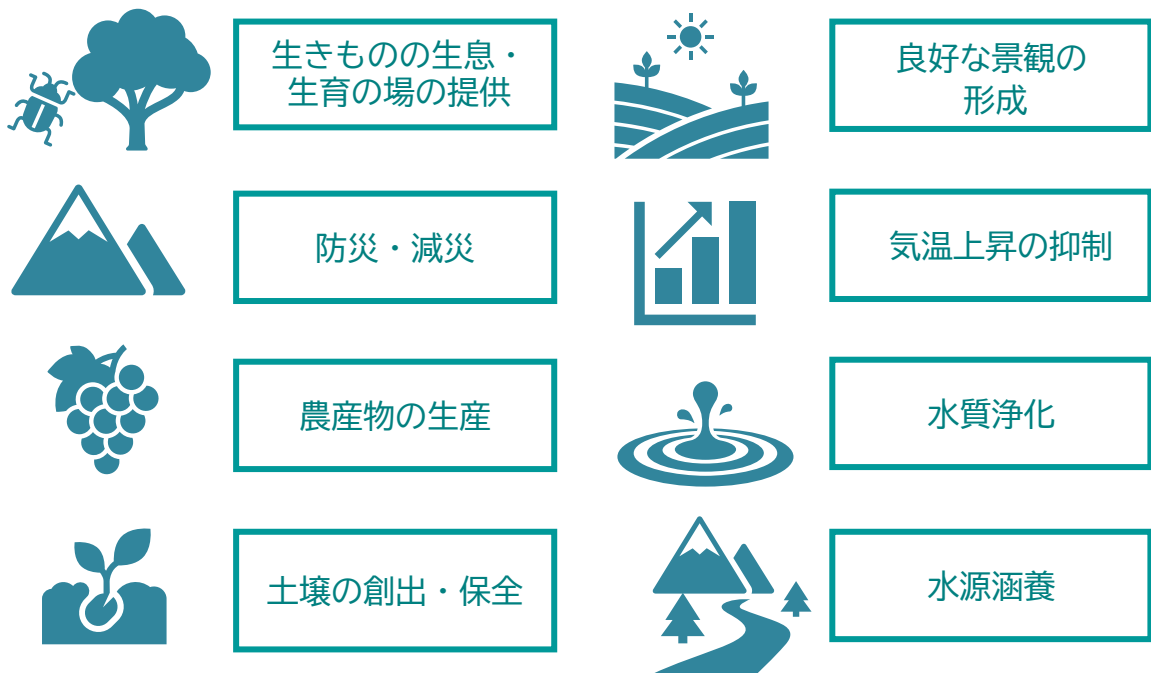 生きものの生息・
生育の場の提供
良好な景観の
形成
防災・減災
気温上昇の抑制
農産物の生産
水質浄化
土壌の創出・保全
水源涵養